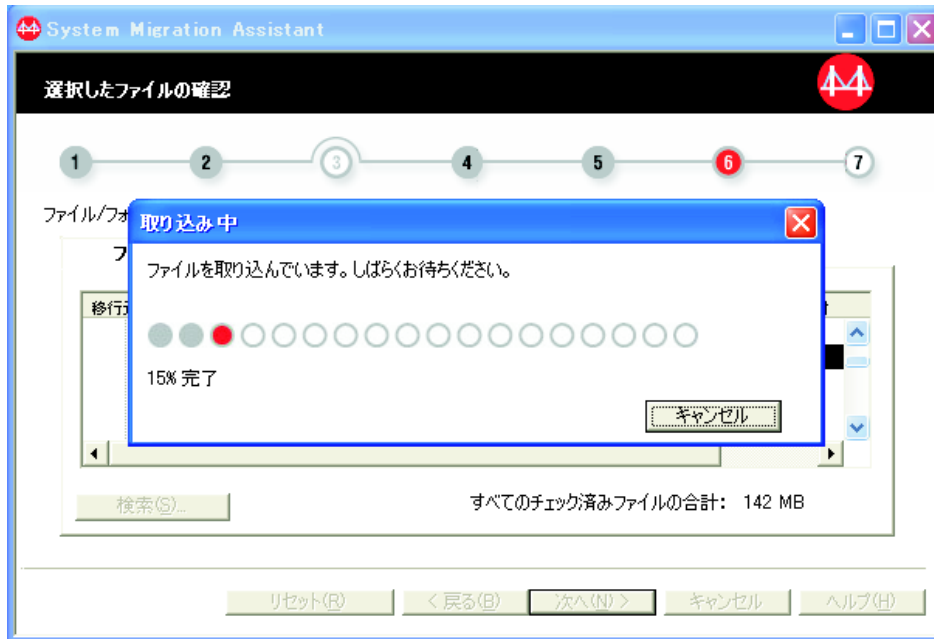 System Migration Assistant
選択したファイルの確認
1 2 3 4 5 6 7
ファイル/フォ
取り込み中
フ
ファイルを取り込んでいます。しばらくお待ちください。
移行
15% 完了
キャンセル
検索(S)...
すべてのチェック済みファイルの合計： 142 MB
リセット(R)
< 戻る(B)
次へ(N) >
キャンセル
ヘルプ(H)